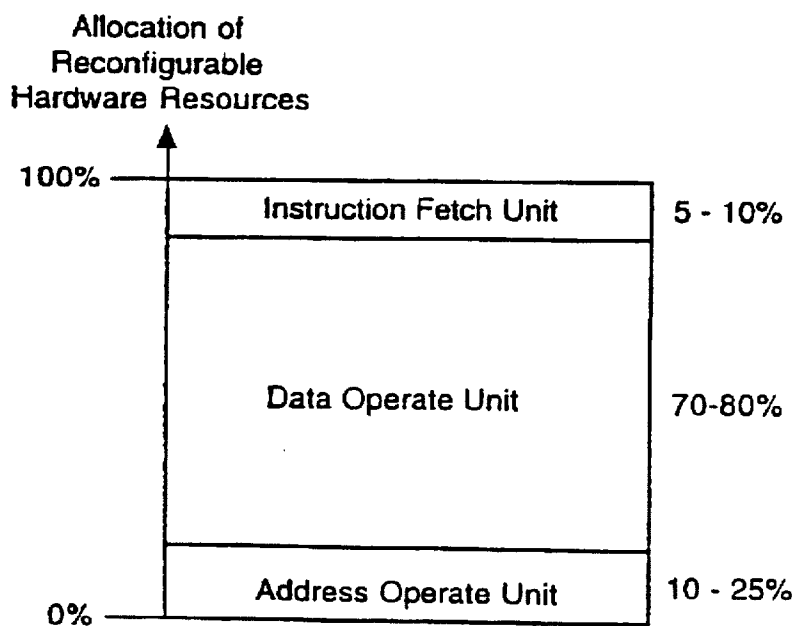 Allocation of
Reconfigurable
Hardware Resources
100%
Instruction Fetch Unit
5 - 10%
Data Operate Unit
70-80%
Address Operate Unit
10 - 25%
0%